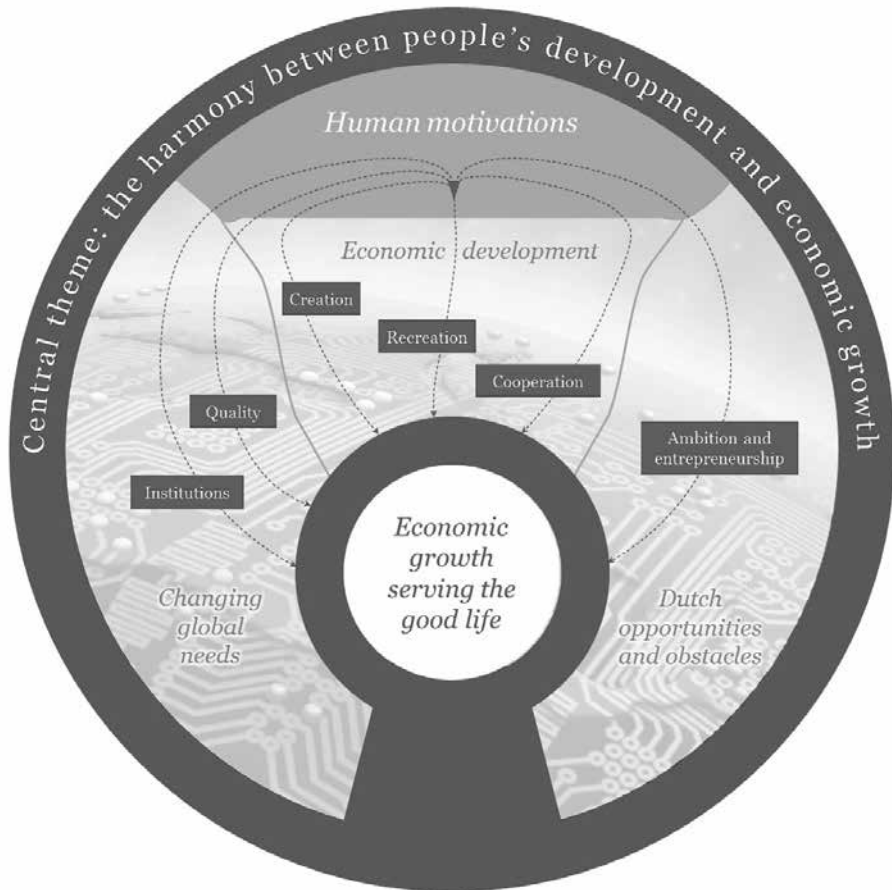 Central theme: the harmony between people's development and economic growth
Human motivations
Economic development
Creation
Recreation
Cooperation
Quality
Ambition and
entrepreneurship
Institutions
Economic
growth
serving the
good life
Changing
global
needs
Dutch
opportunities
and obstacles